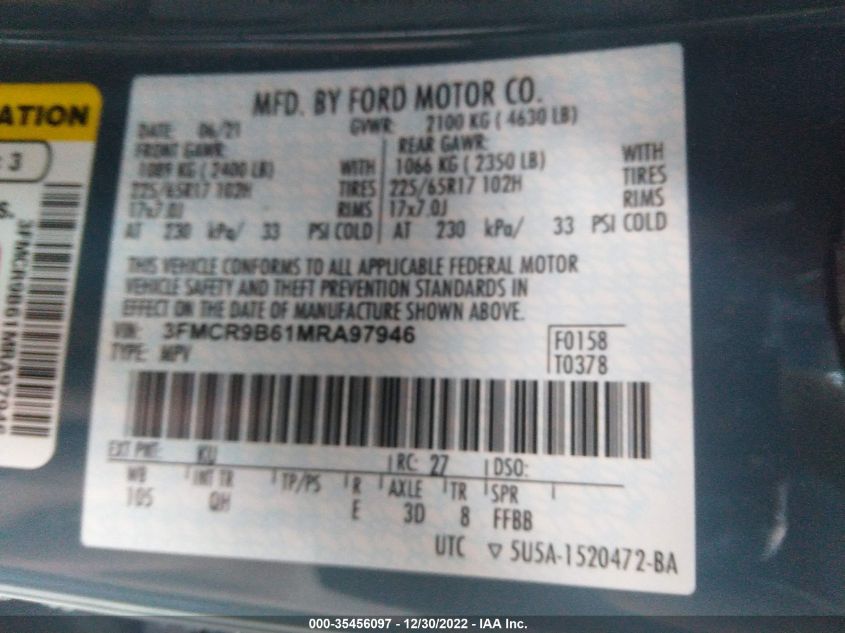 ATION
: 3
S.
3FMCR9B61MRA97946
MFD. BY FORD MOTOR CO.
DATE: 06/21 GVWR: 2100 KG ( 4630 LB)
FRONT GAWR: REAR GAWR:
1089 KG ( 2400 LB) WITH 1066 KG ( 2350 LB) WITH
225/65R17 102H TIRES 225/65R17 102H TIRES
17x7.0J RIMS 17x7.0J RIMS
AT 230 kPa/ 33 PSI COLD AT 230 kPa/ 33 PSI COLD
THIS VEHICLE CONFORMS TO ALL APPLICABLE FEDERAL MOTOR
VEHICLE SAFETY AND THEFT PREVENTION STANDARDS IN
EFFECT ON THE DATE OF MANUFACTURE SHOWN ABOVE.
VIN: 3FMCR9B61MRA97946 F0158
TYPE: MPV T0378
EXT PNT: KU RC: 27 DSO:
WB INT TR TP/PS R AXLE TR SPR
105 QH E 3D 8 FFBB
UTC ▽ 5U5A-1520472-BA
000-35456097 - 12/30/2022 - IAA Inc.